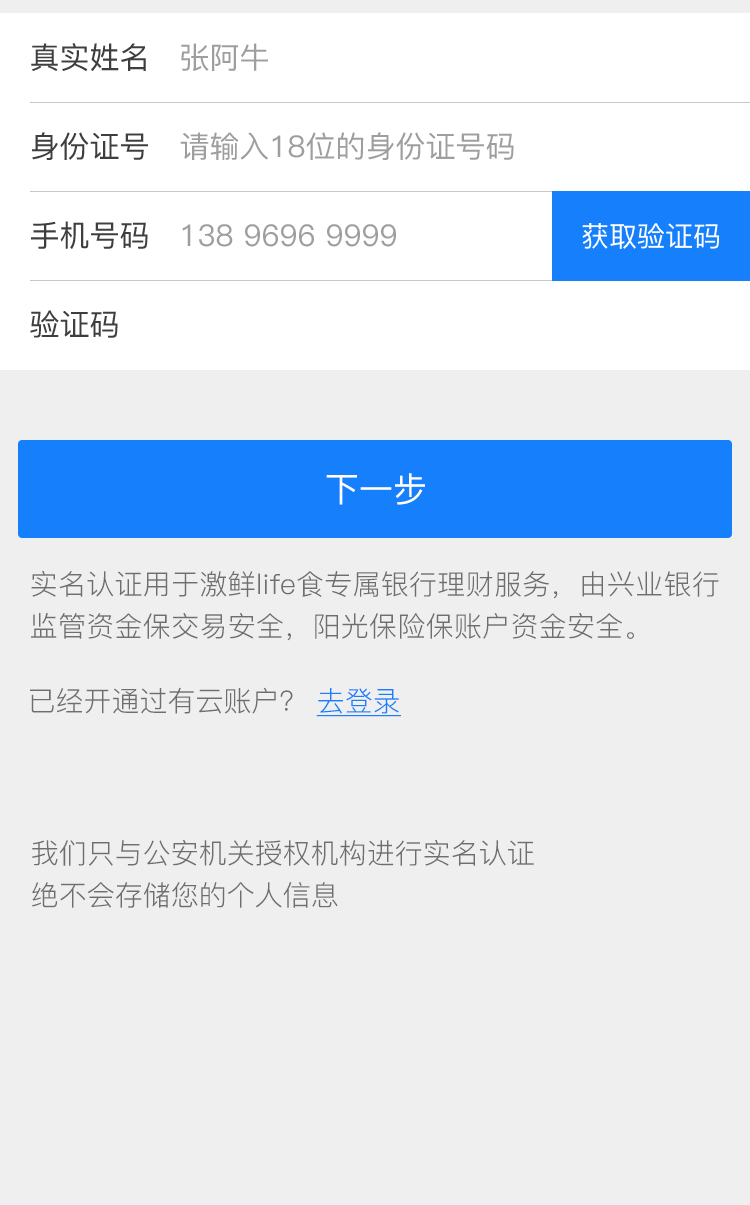 真实姓名 张阿牛
身份证号 请输入18位的身份证号码
手机号码 138 9696 9999 获取验证码
验证码
下一步
实名认证用于激鲜life食专属银行理财服务，由兴业银行
监管资金保交易安全，阳光保险保账户资金安全。
已经开通过有云账户？ 去登录
我们只与公安机关授权机构进行实名认证
绝不会存储您的个人信息